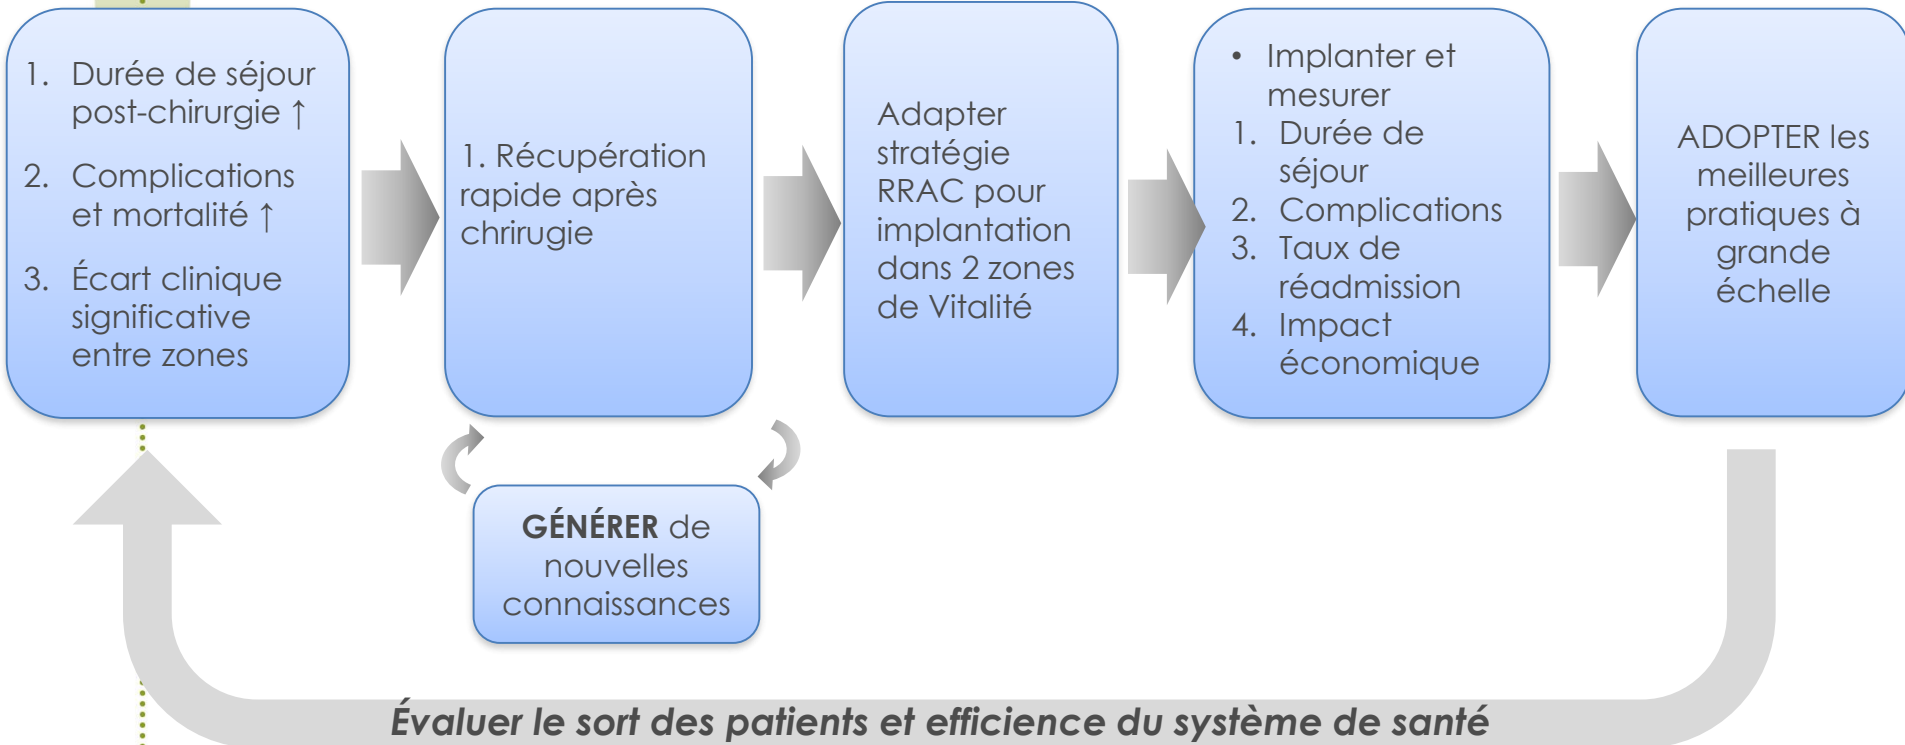 1. Durée de séjour
post-chirurgie ↑
2. Complications
et mortalité ↑
3. Écart clinique
significative
entre zones
1. Récupération
rapide après
chrirugie
Adapter
stratégie
RRAC pour
implantation
dans 2 zones
de Vitalité
• Implanter et
mesurer
1. Durée de
séjour
2. Complications
3. Taux de
réadmission
4. Impact
économique
ADOPTER les
meilleures
pratiques à
grande
échelle
GÉNÉRER de
nouvelles
connaissances
Évaluer le sort des patients et efficience du système de santé